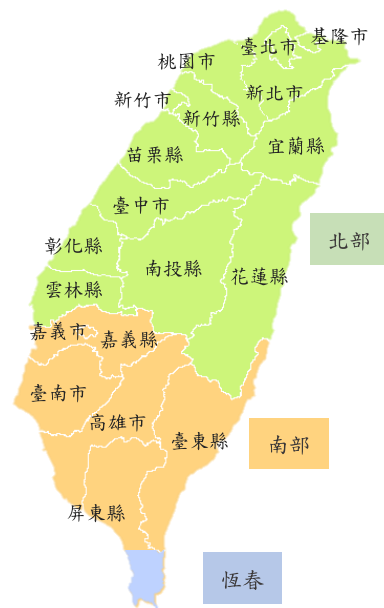 基隆市
臺北市
桃園市
新北市
新竹市
新竹縣
宜蘭縣
苗栗縣
臺中市
北部
彰化縣
南投縣
花蓮縣
雲林縣
嘉義市
嘉義縣
臺南市
高雄市
臺東縣
南部
屏東縣
恆春